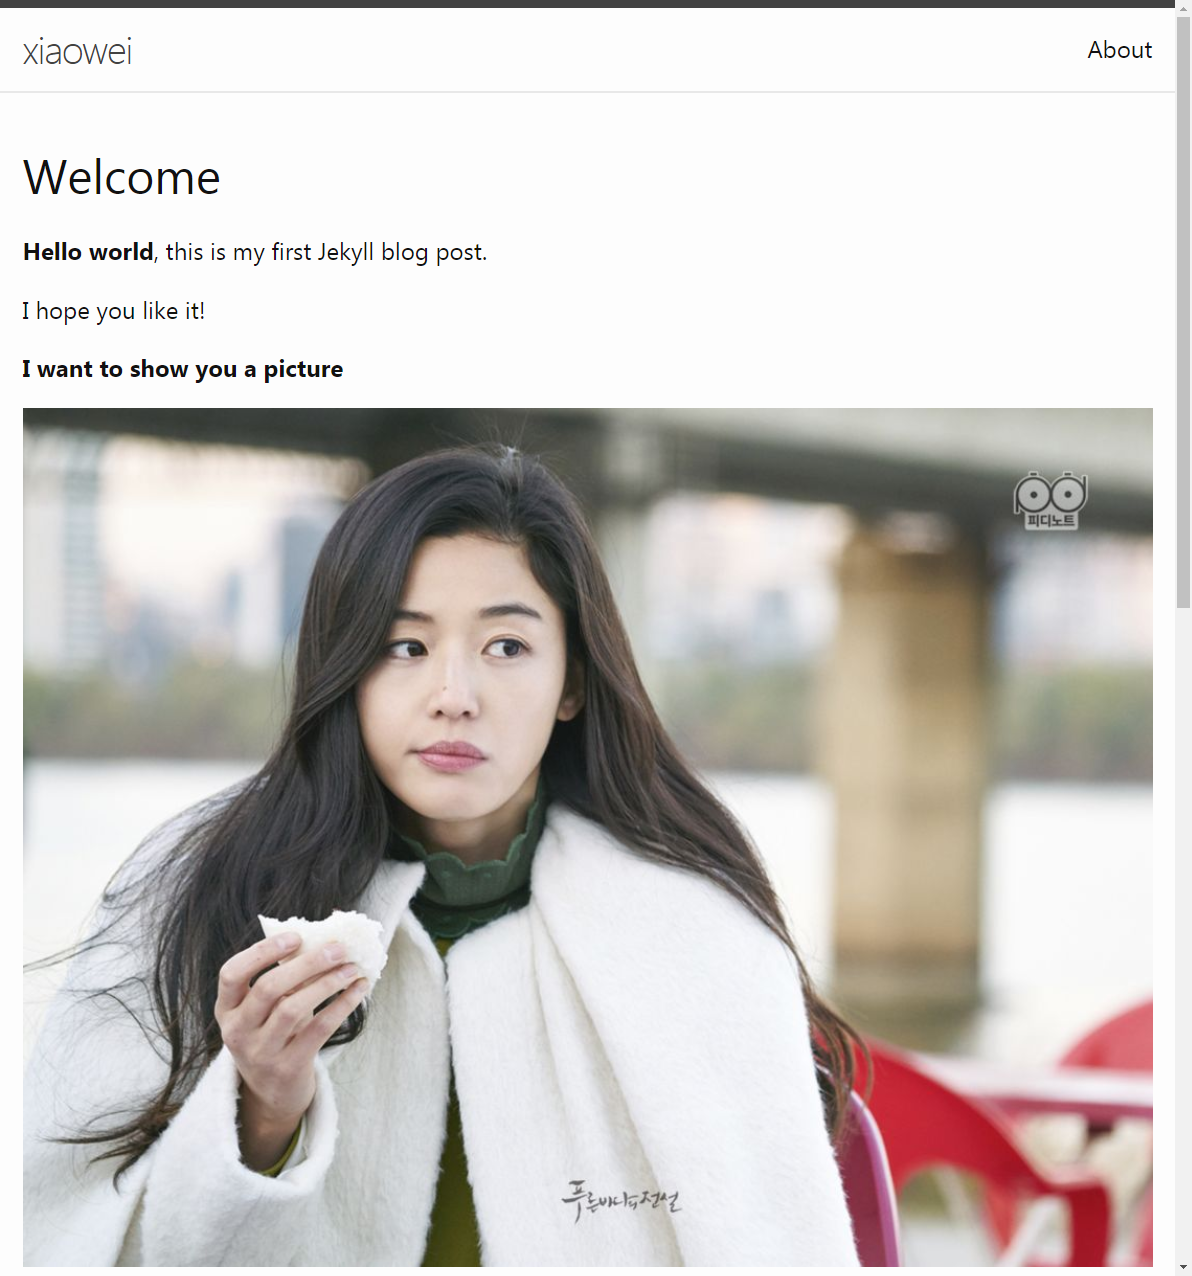 xiaowei
About
Welcome
Hello world, this is my first Jekyll blog post.
I hope you like it!
I want to show you a picture
피디노트
푸른바다의전설